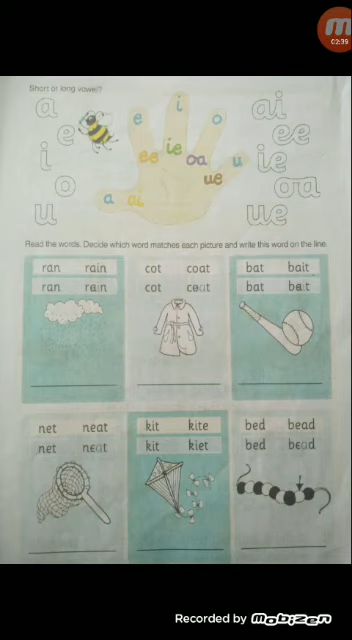 m
02:39
Short or long vowel?
a ai
e ee
i ie
o oa
u ue
e i o
ee ie oa u
ue
a ai
Read the words. Decide which word matches each picture and write this word on the line.
ran rain cot coat bat bait
ran rain cot coat bat bait
net neat kit kite bed bead
net neat kit kiet bed bead
Recorded by mobizen